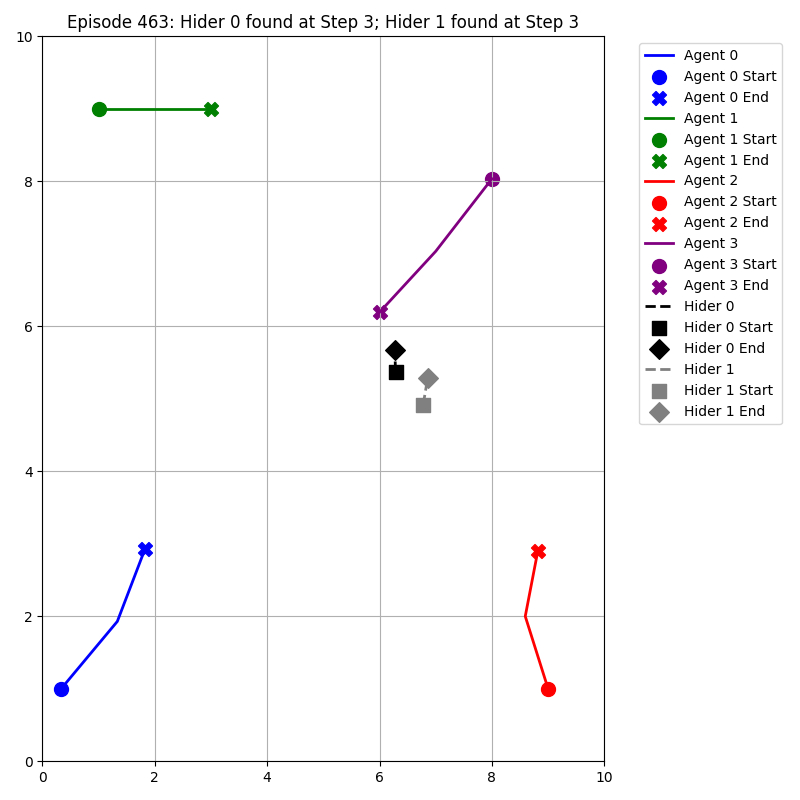 Episode 463: Hider 0 found at Step 3; Hider 1 found at Step 3
10
8
6
4
2
0
0 2 4 6 8 10
Agent 0
Agent 0 Start
Agent 0 End
Agent 1
Agent 1 Start
Agent 1 End
Agent 2
Agent 2 Start
Agent 2 End
Agent 3
Agent 3 Start
Agent 3 End
Hider 0
Hider 0 Start
Hider 0 End
Hider 1
Hider 1 Start
Hider 1 End